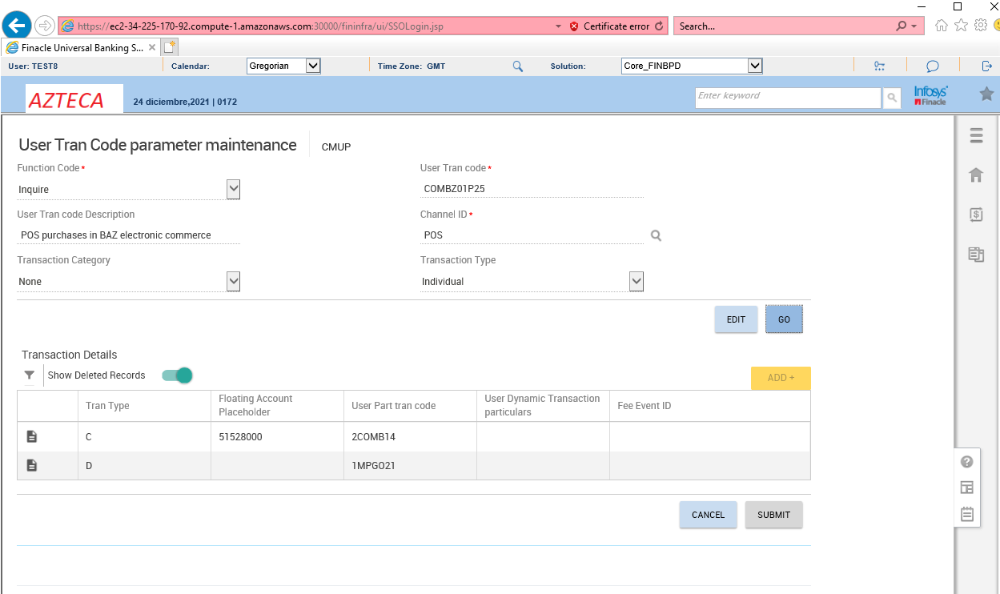 https://ec2-34-225-170-92.compute-1.amazonaws.com:30000/fininfra/ui/SSOLogin.jsp Certificate error Search...
Finacle Universal Banking S...
User: TEST8 Calendar: Gregorian Time Zone: GMT Solution: Core_FINBPD
AZTECA 24 diciembre,2021 | 0172 Enter keyword Infosys Finacle
User Tran Code parameter maintenance CMUP
Function Code* User Tran code*
Inquire COMBZ01P25
User Tran code Description Channel ID*
POS purchases in BAZ electronic commerce POS
Transaction Category Transaction Type
None Individual
EDIT GO
Transaction Details
Show Deleted Records ADD +
Tran Type Floating Account Placeholder User Part tran code User Dynamic Transaction particulars Fee Event ID
C 51528000 2COMB14
D 1MPGO21
CANCEL SUBMIT